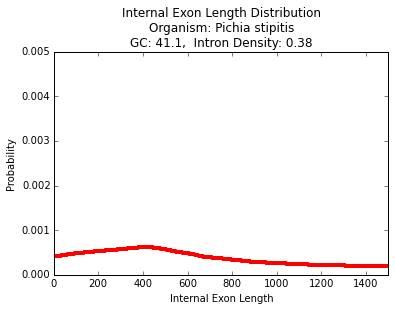 Internal Exon Length Distribution
Organism: Pichia stipitis
GC: 41.1,  Intron Density: 0.38
0.005
0.004
0.003
0.002
0.001
0.000
Probability
0 200 400 600 800 1000 1200 1400
Internal Exon Length